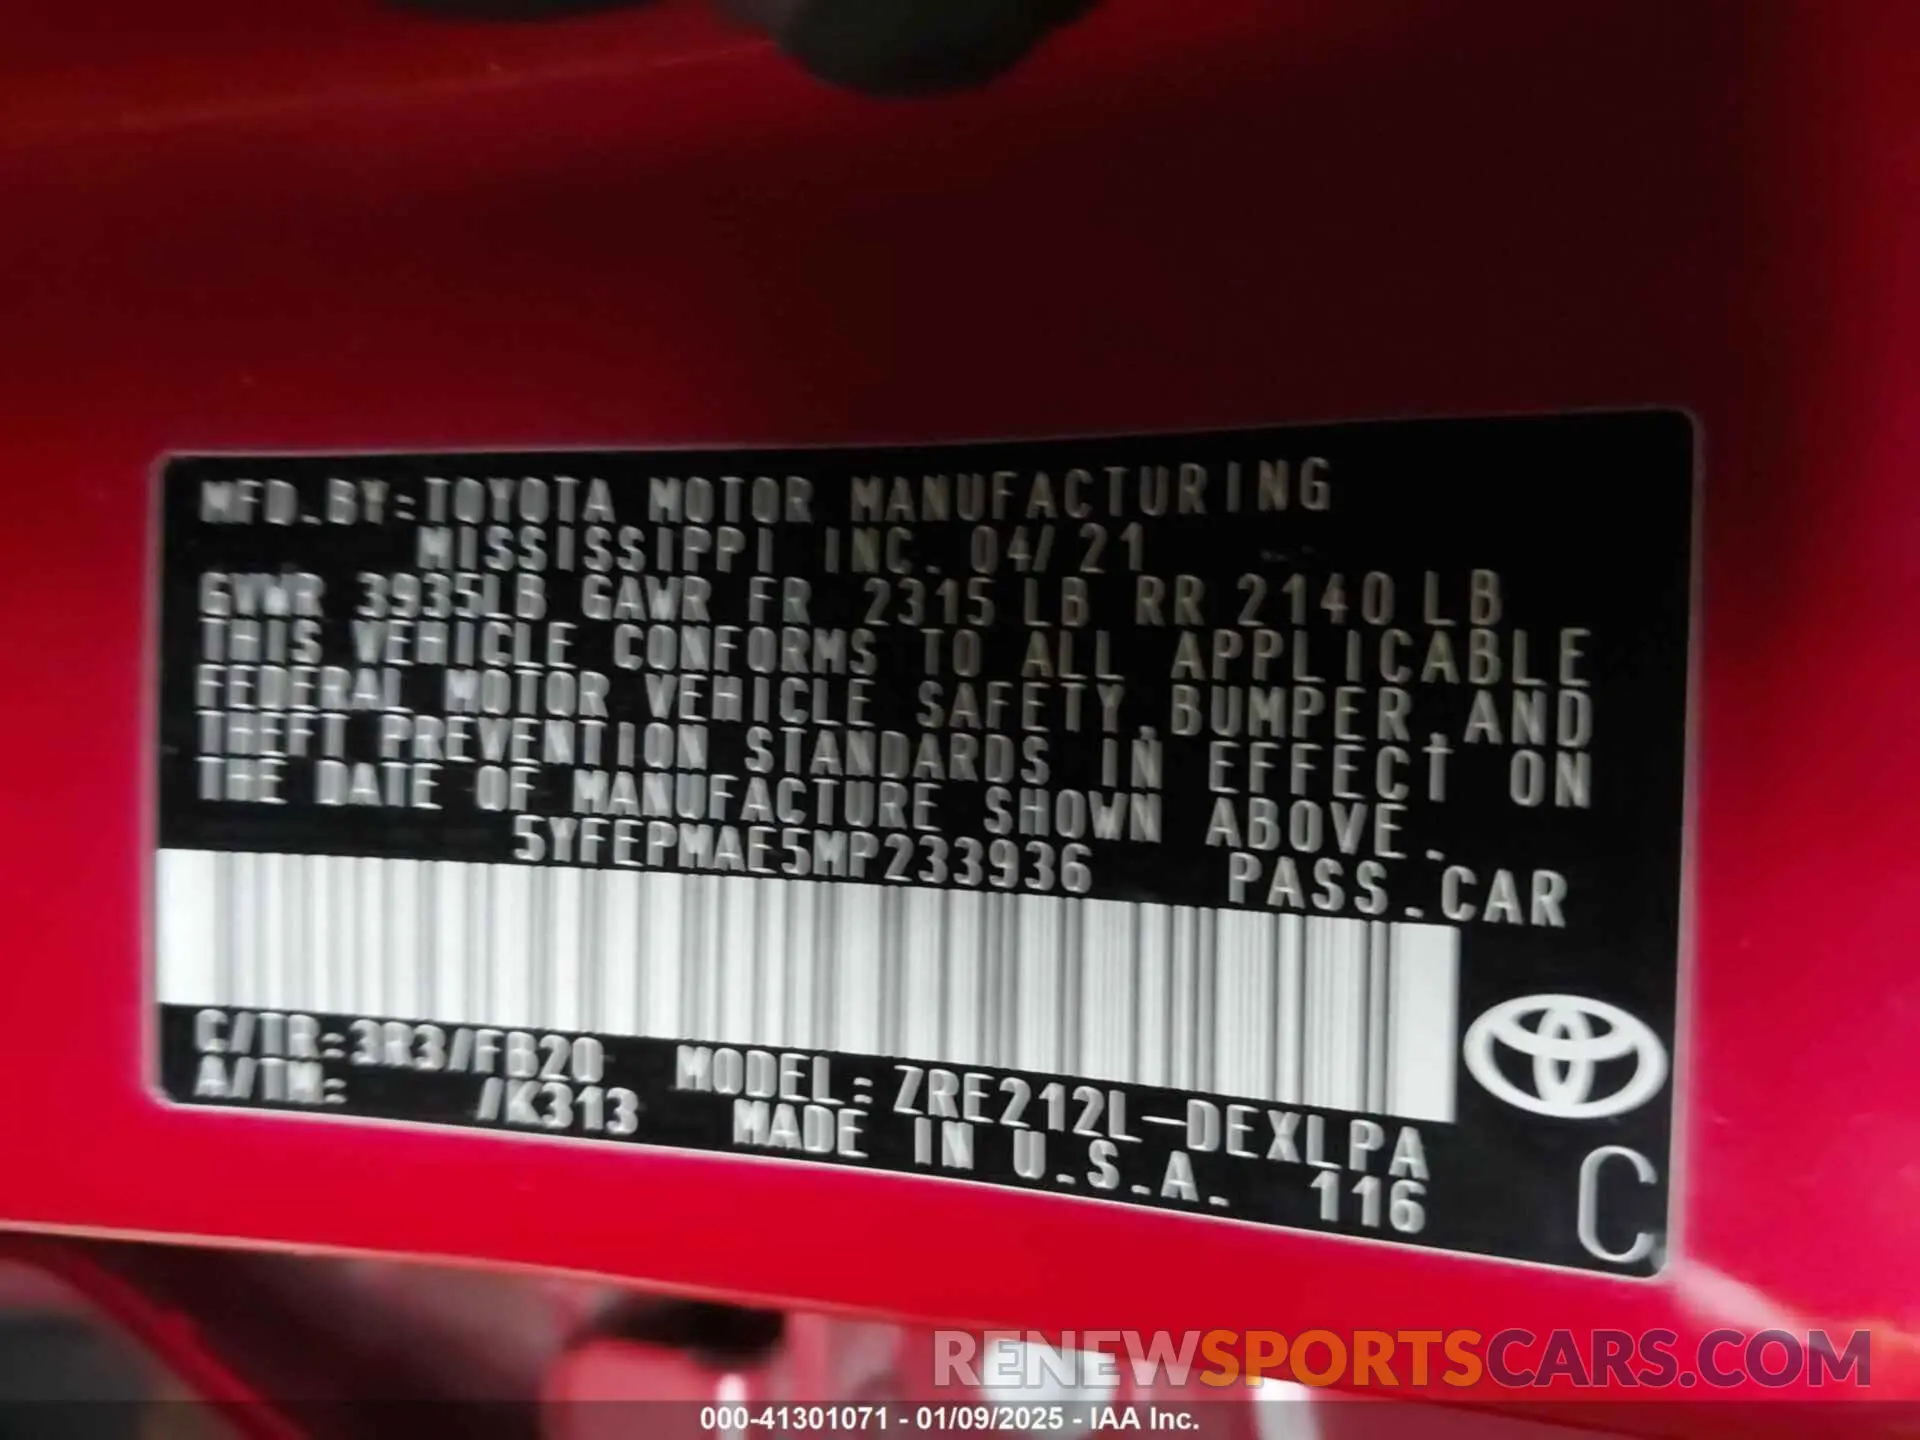 MFD.BY:TOYOTA MOTOR MANUFACTURING
MISSISSIPPI INC. 04/21
GVWR 3935LB GAWR FR 2315 LB RR 2140 LB
THIS VEHICLE CONFORMS TO ALL APPLICABLE
FEDERAL MOTOR VEHICLE SAFETY,BUMPER,AND
THEFT PREVENTION STANDARDS IN EFFECT ON
THE DATE OF MANUFACTURE SHOWN ABOVE.
5YFEPMAE5MP233936 PASS.CAR
C/TR:3R3/FB20 MODEL:ZRE212L-DEXLPA
A/TM: /K313 MADE IN U.S.A. 116
C
RENEWSPORTSCARS.COM
000-41301071 - 01/09/2025 - IAA Inc.